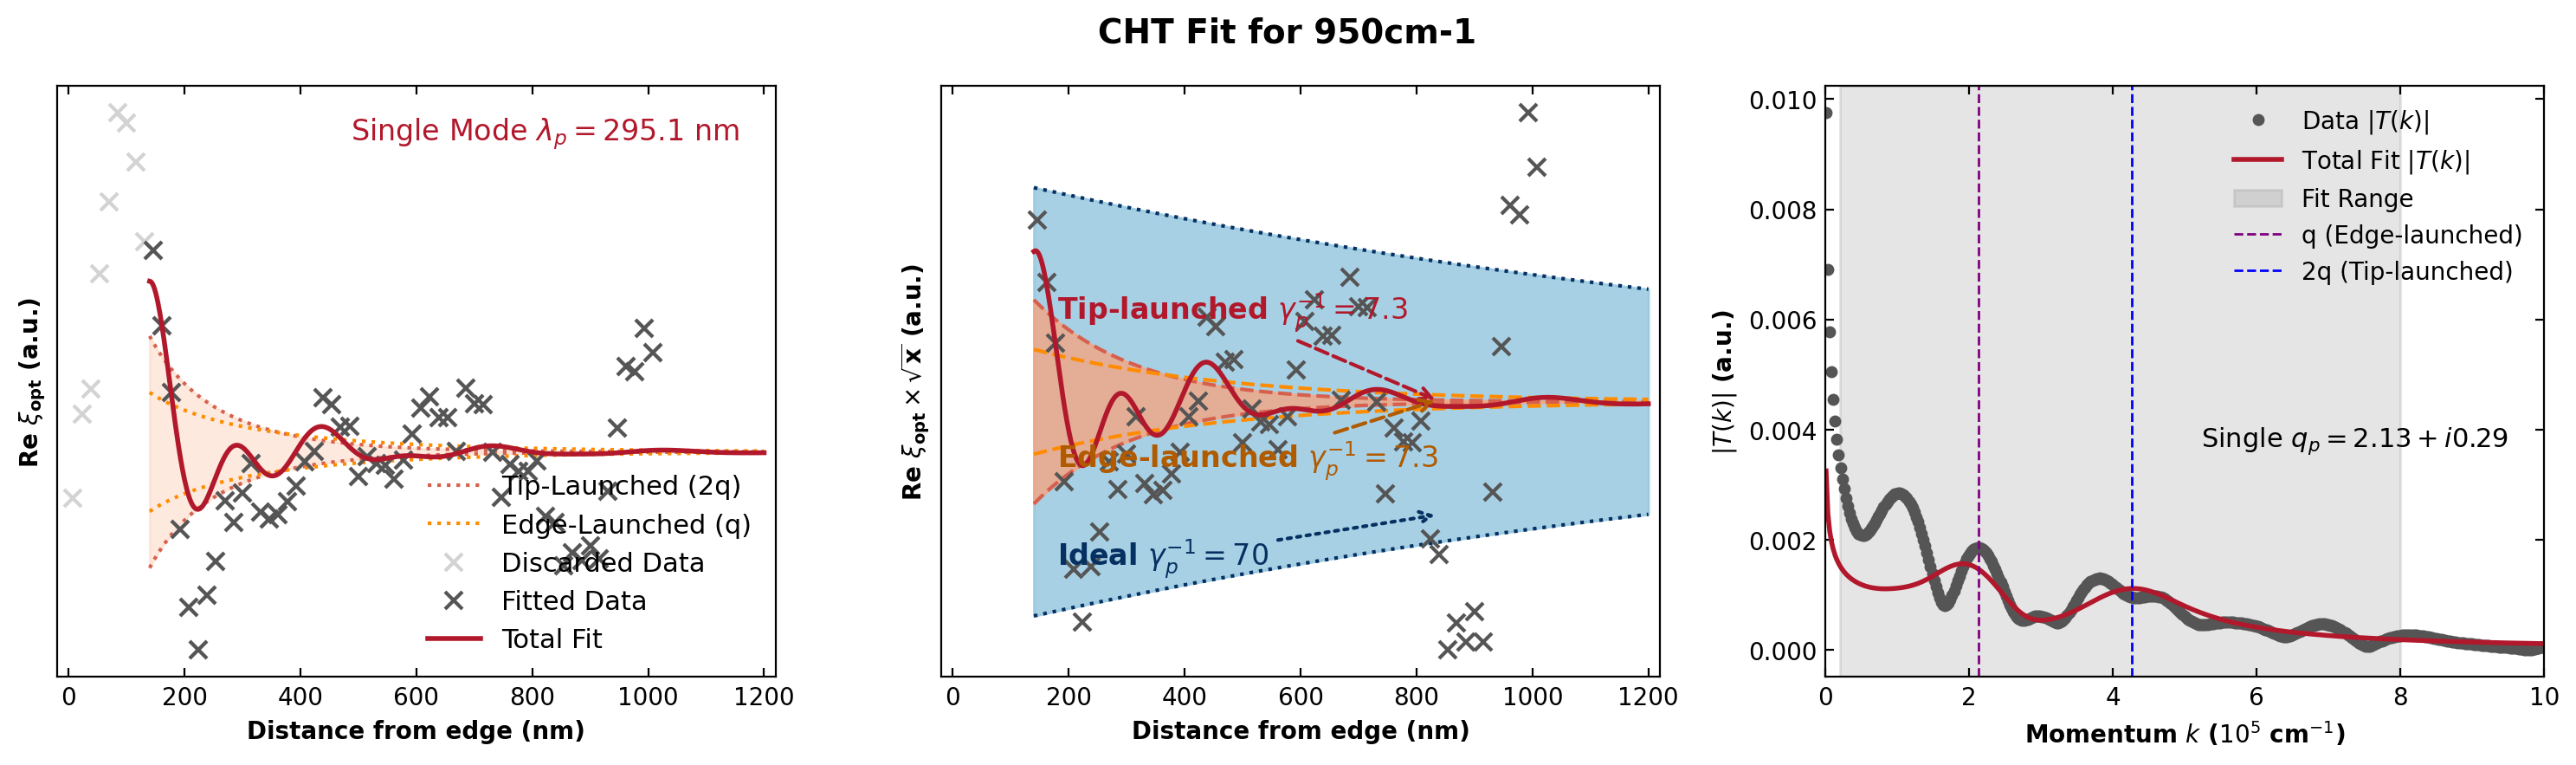 CHT Fit for 950cm-1
Single Mode λp = 295.1 nm
Re ξopt (a.u.)
Tip-Launched (2q)
Edge-Launched (q)
Discarded Data
Fitted Data
Total Fit
0 200 400 600 800 1000 1200
Distance from edge (nm)
Re ξopt × √x (a.u.)
Tip-launched γp⁻¹ = 7.3
Edge-launched γp⁻¹ = 7.3
Ideal γp⁻¹ = 70
0 200 400 600 800 1000 1200
Distance from edge (nm)
|T(k)| (a.u.)
0.010
0.008
0.006
0.004
0.002
0.000
Data |T(k)|
Total Fit |T(k)|
Fit Range
q (Edge-launched)
2q (Tip-launched)
Single qp = 2.13 + i0.29
0 2 4 6 8 10
Momentum k (10⁵ cm⁻¹)